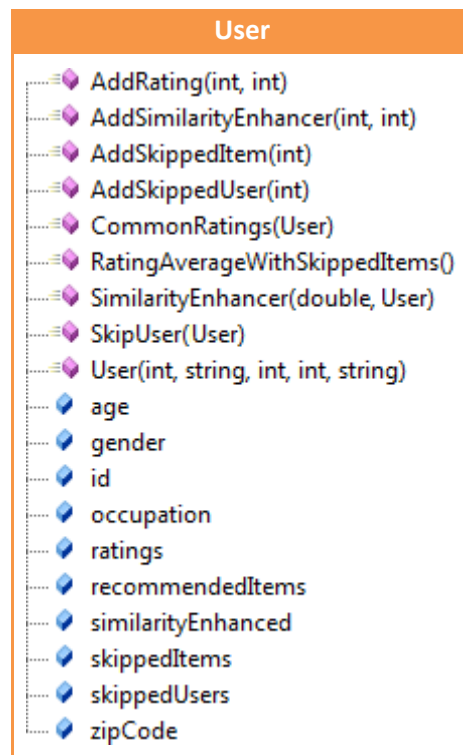 User
AddRating(int, int)
AddSimilarityEnhancer(int, int)
AddSkippedItem(int)
AddSkippedUser(int)
CommonRatings(User)
RatingAverageWithSkippedItems()
SimilarityEnhancer(double, User)
SkipUser(User)
User(int, string, int, int, string)
age
gender
id
occupation
ratings
recommendedItems
similarityEnhanced
skippedItems
skippedUsers
zipCode